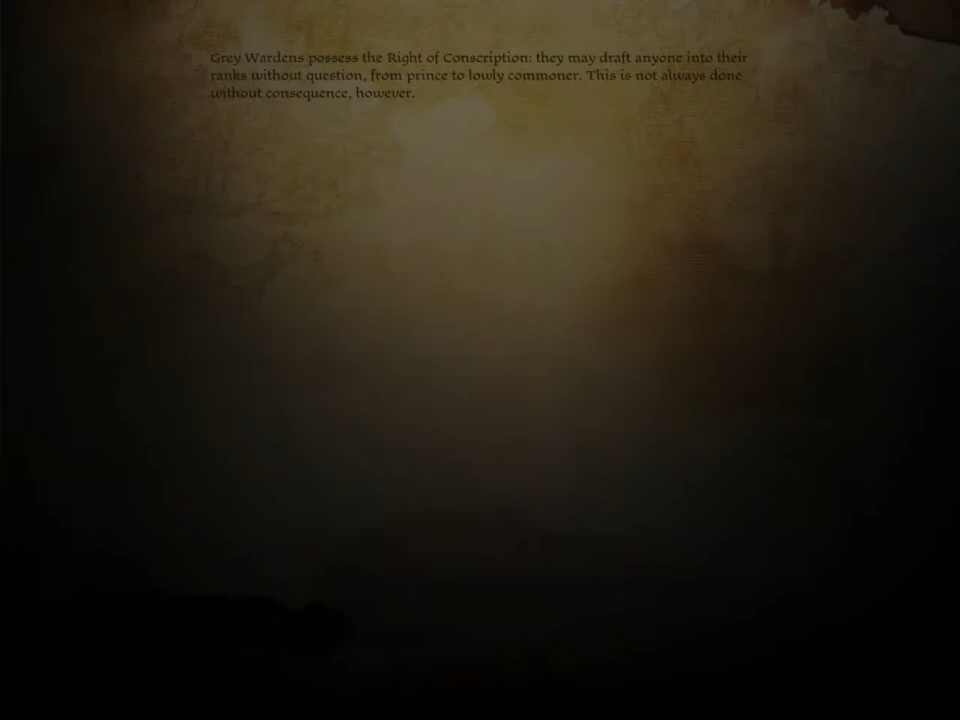 Grey Wardens possess the Right of Conscription: they may draft anyone into their
ranks without question, from prince to lowly commoner. This is not always done
without consequence, however.